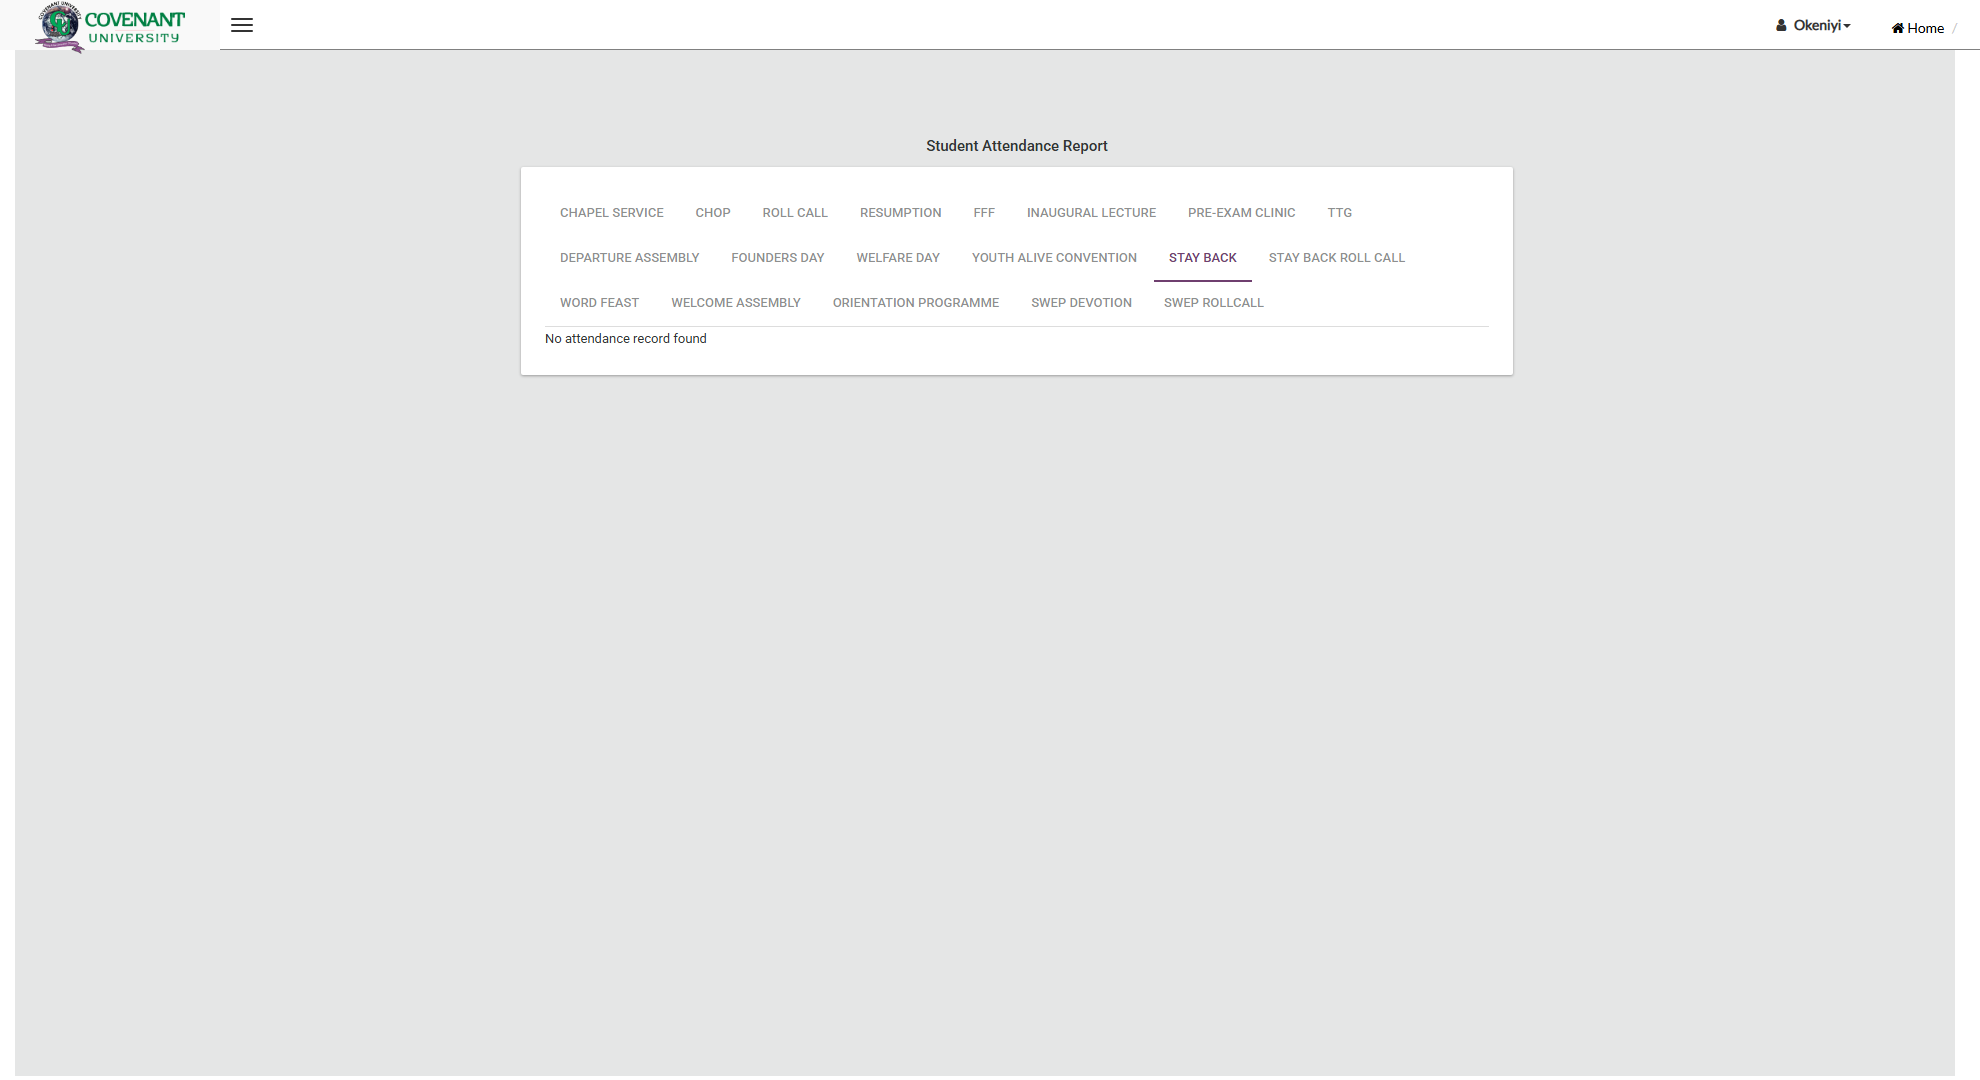 COVENANT UNIVERSITY
COVENANT
UNIVERSITY
Okeniyi
Home /
Student Attendance Report
CHAPEL SERVICE CHOP ROLL CALL RESUMPTION FFF INAUGURAL LECTURE PRE-EXAM CLINIC TTG
DEPARTURE ASSEMBLY FOUNDERS DAY WELFARE DAY YOUTH ALIVE CONVENTION STAY BACK STAY BACK ROLL CALL
WORD FEAST WELCOME ASSEMBLY ORIENTATION PROGRAMME SWEP DEVOTION SWEP ROLLCALL
No attendance record found